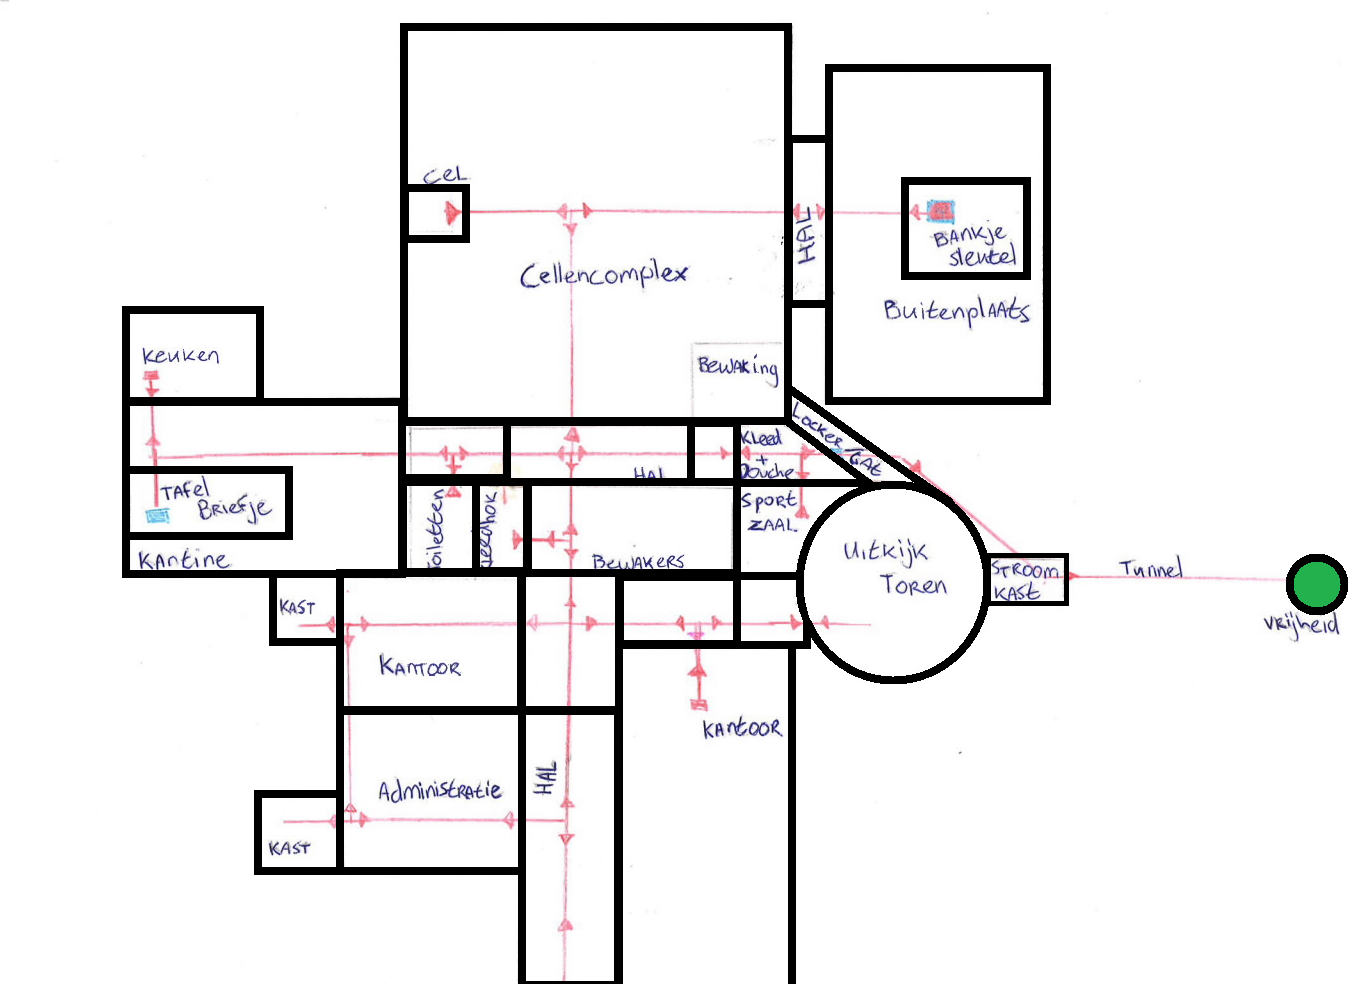 CEL
HAL
BANKje
sleutel
Cellencomplex
BuitenplAAts
Keuken
BewAKing
Locker/GAt
Kleed
+
Douche
HAL
TAFel
BRiefje
Toiletten
SPORT
ZAAL
KAntine
BEWAKERS
UITKIJK
TOREN
STROOM
KAST
Tunnel
VRijheid
KAST
KANTOOR
KANTOOR
HAL
AdministRAtie
KAST